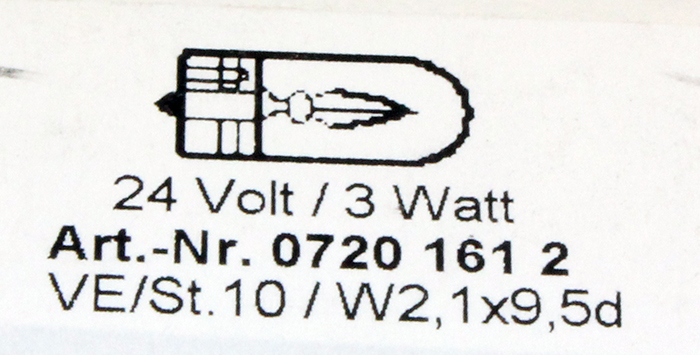 24 Volt / 3 Watt
Art.-Nr. 0720 161 2
VE/St.10 / W2,1x9,5d